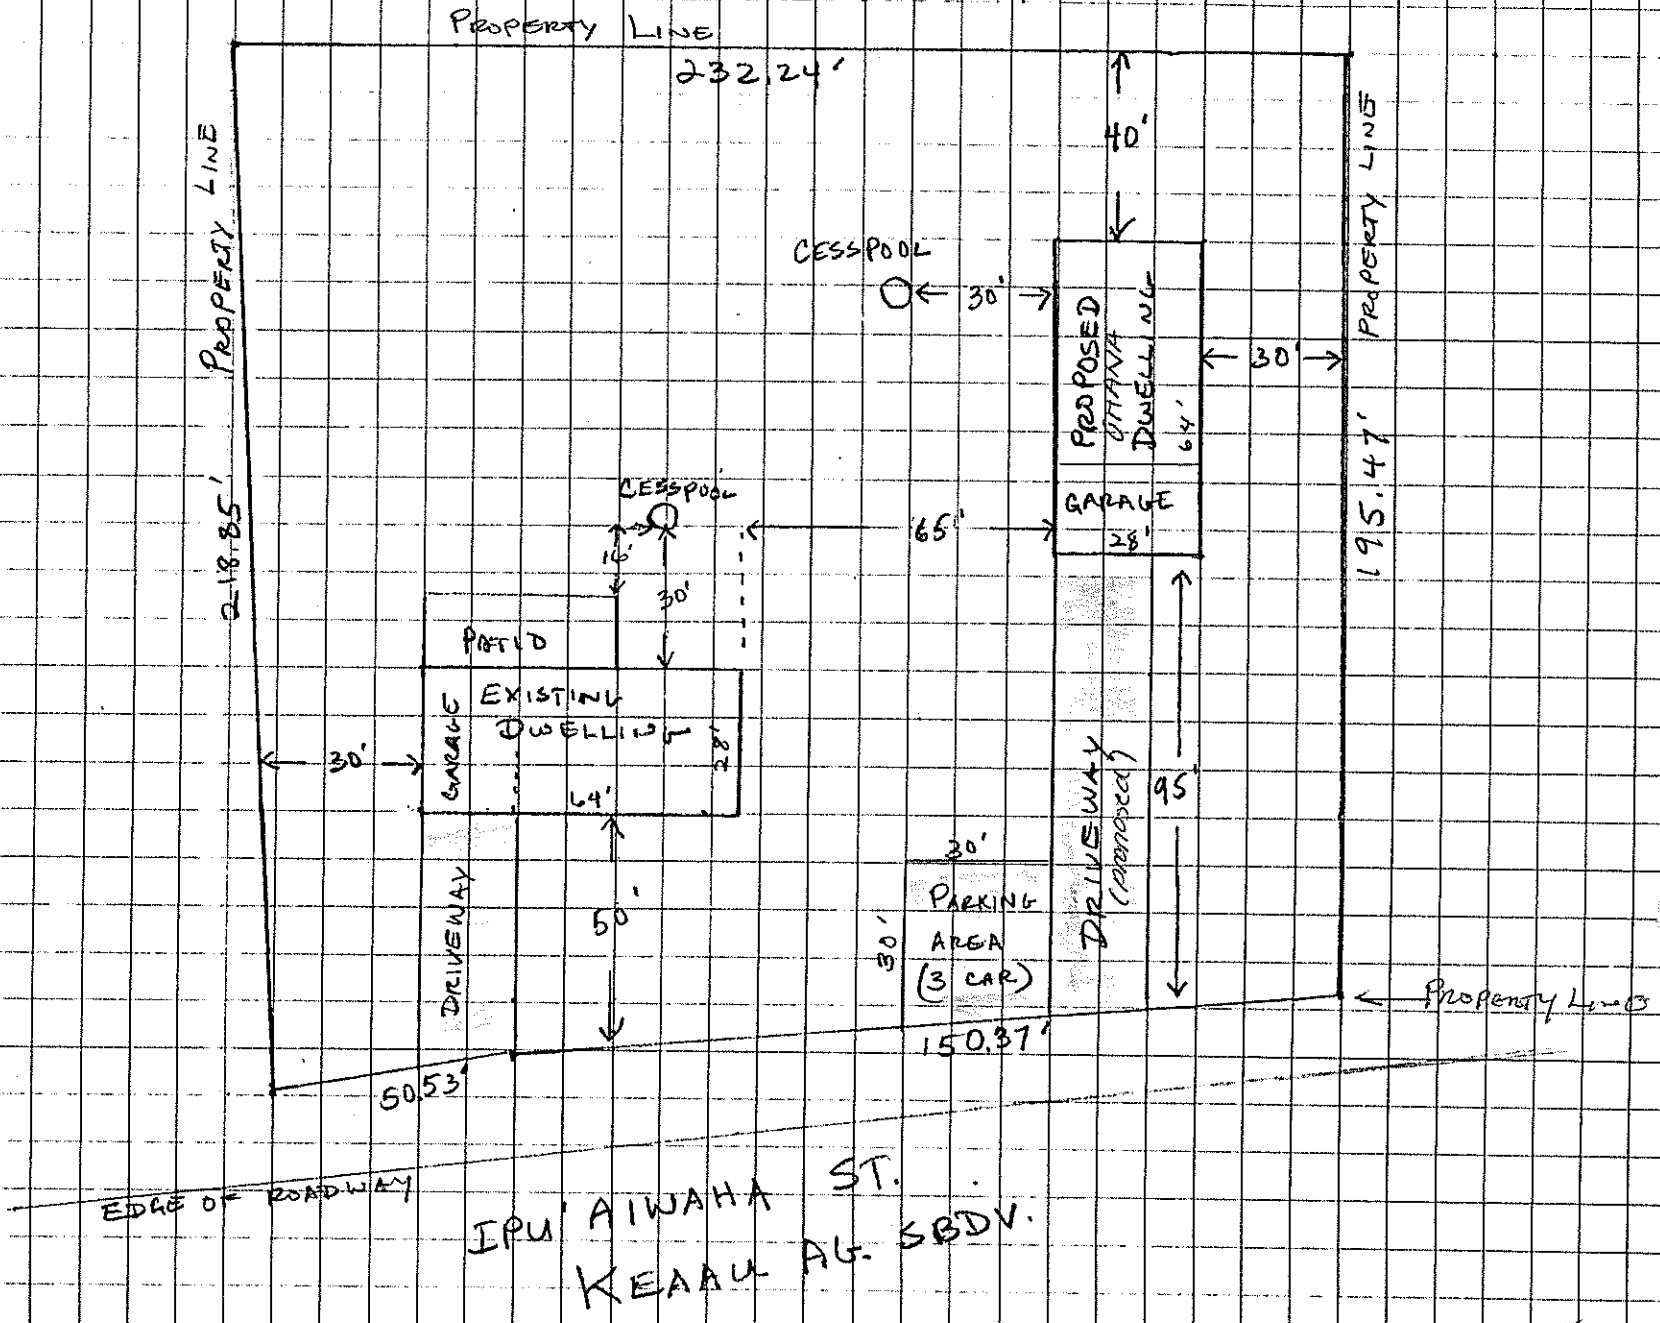 PROPERTY LINE
232.24'
40'
PROPERTY LINE
218.85'
PROPERTY LINE
195.47'
CESSPOOL
30'
PROPOSED
OHANA
DWELLING
64'
30'
GARAGE
28'
CESSPOOL
16'
30'
65'
PATIO
EXISTING
DWELLING
GARAGE
28'
64'
30'
DRIVEWAY
50'
30'
30'
PARKING
AREA
(3 CAR)
DRIVEWAY
(proposed)
95'
PROPERTY LINE
150.37'
50.53'
EDGE OF ROADWAY
IPU'AIWAHA ST.
KEAAU AG. SBDV.